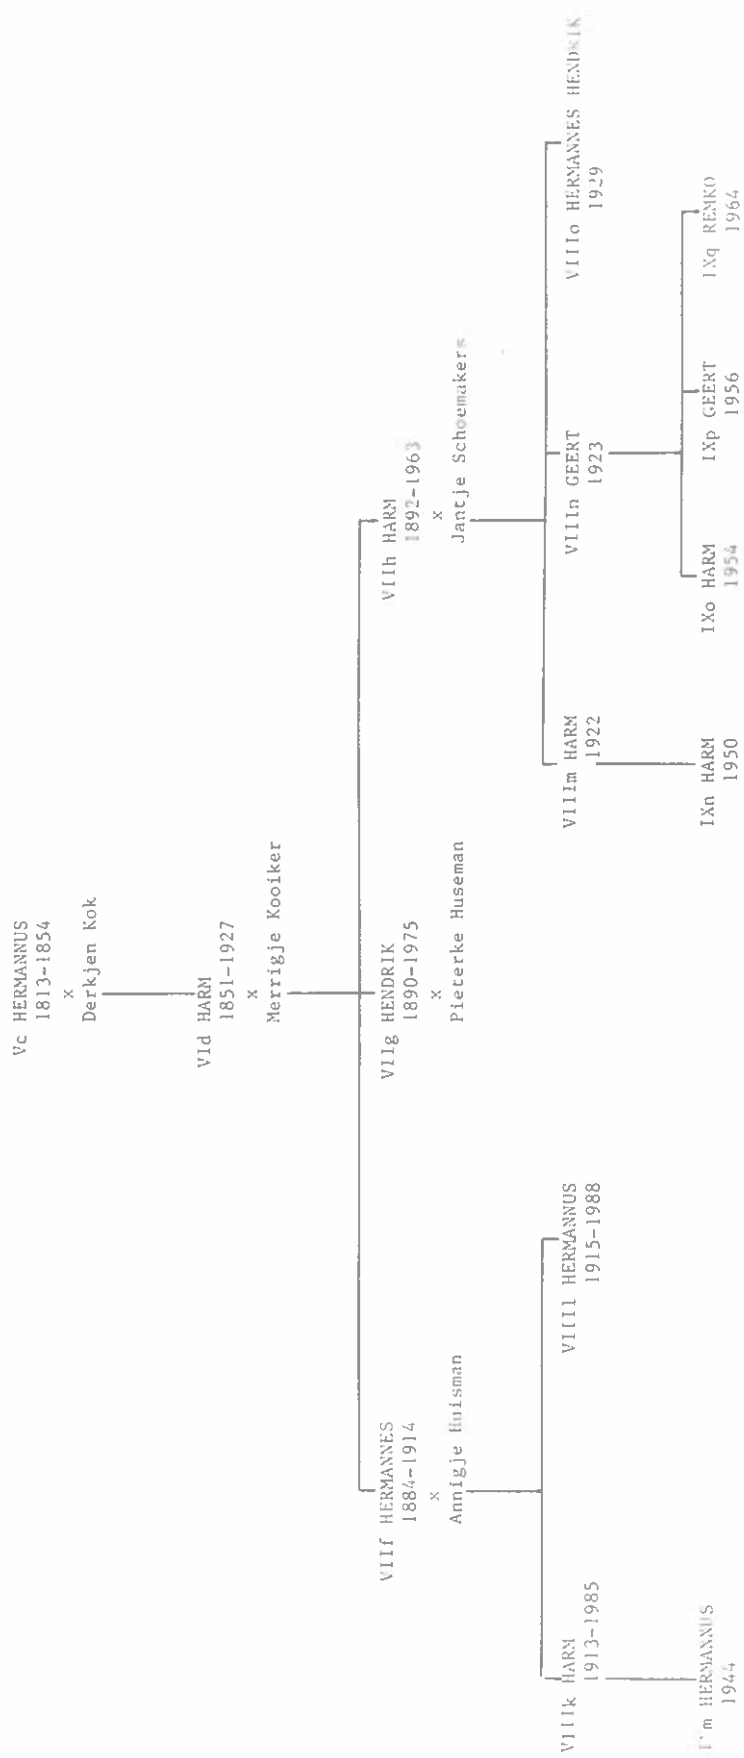 Vc HERMANNUS
1813-1854
x
Derkjen Kok
VId HARM
1851-1927
x
Merrigje Kooiker
VIIf HERMANNES
1884-1914
x
Annigje Huisman
VIIg HENDRIK
1890-1975
x
Pieterke Huseman
VIIh HARM
1892-1963
x
Jantje Schoemakers
VIIIk HARM
1913-1985
VIIIl HERMANNUS
1915-1988
VIIIm HARM
1922
VIIIn GEERT
1923
VIIIo HERMANNES HENDRIK
1929
HERMANNUS
1944
IXn HARM
1950
IXo HARM
1954
IXp GEERT
1956
IXq REMKO
1964